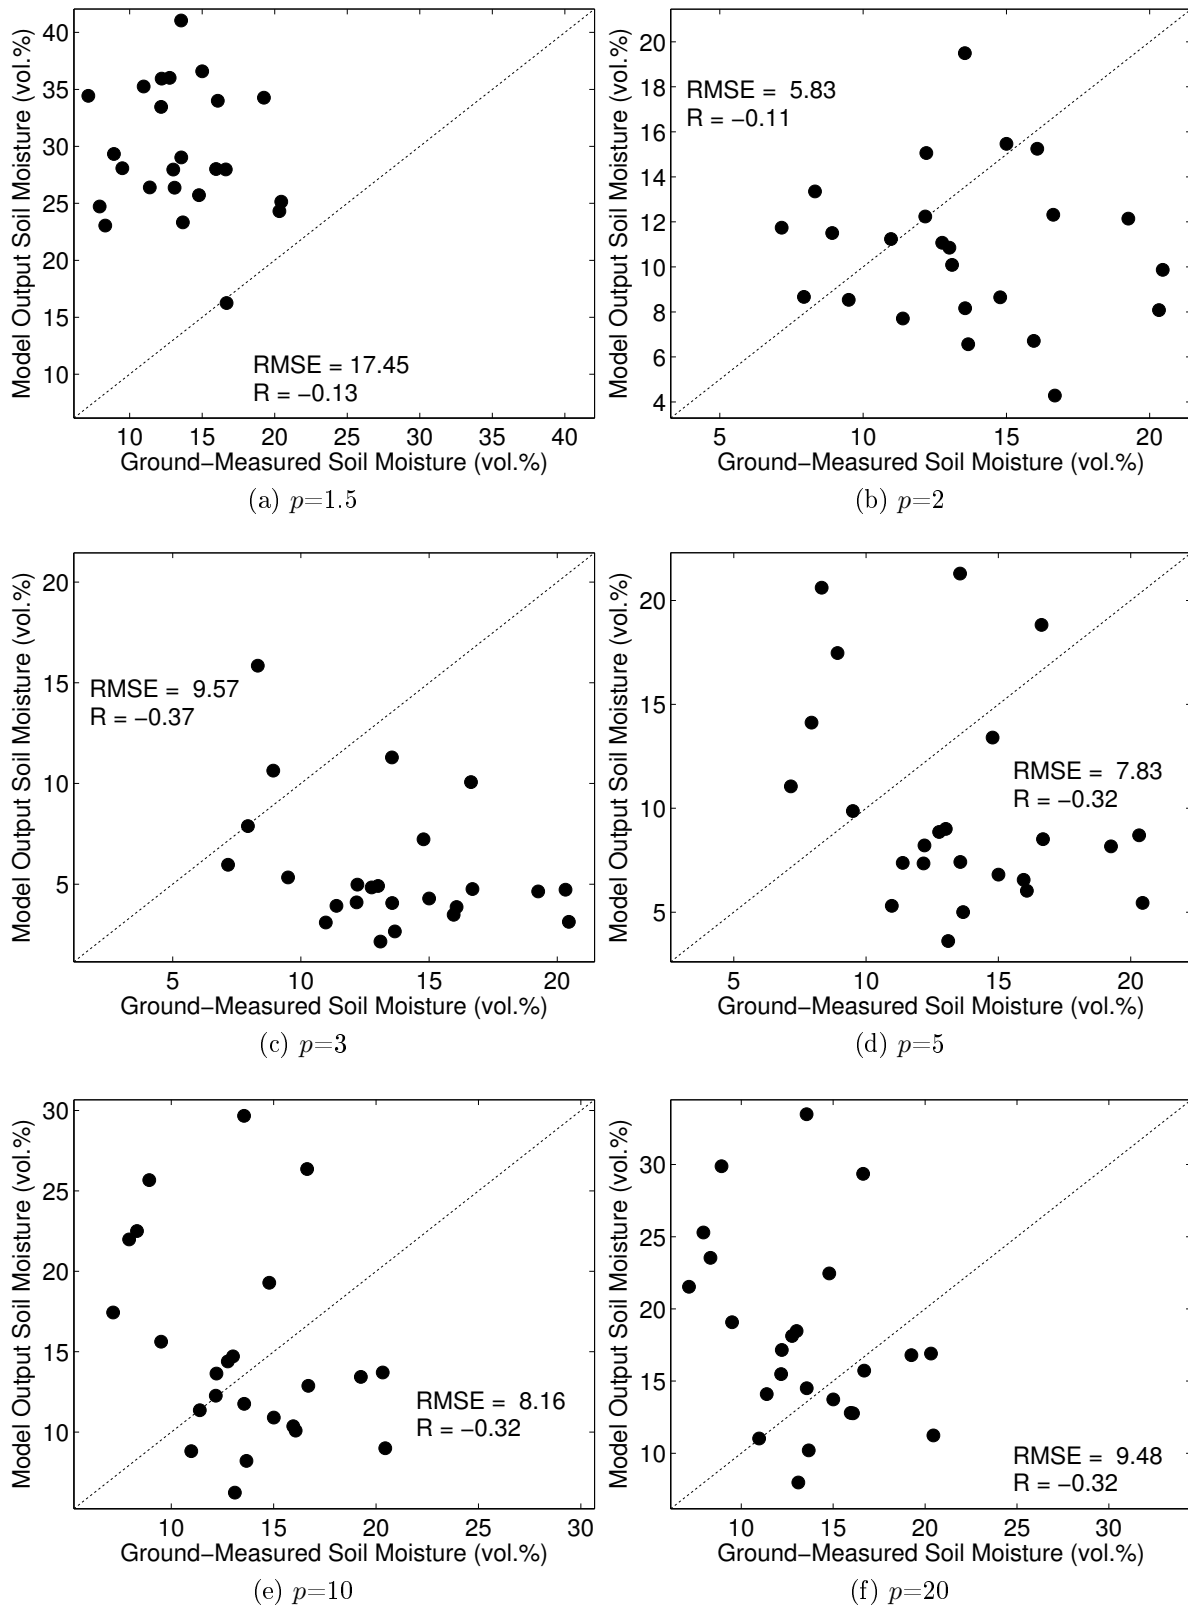 Model Output Soil Moisture (vol.%)
40
35
30
25
20
15
10
RMSE = 17.45
R = −0.13
10 15 20 25 30 35 40
Ground−Measured Soil Moisture (vol.%)
(a) p=1.5
Model Output Soil Moisture (vol.%)
20
18
16
14
12
10
8
6
4
RMSE = 5.83
R = −0.11
5 10 15 20
Ground−Measured Soil Moisture (vol.%)
(b) p=2
Model Output Soil Moisture (vol.%)
20
15
10
5
RMSE = 9.57
R = −0.37
5 10 15 20
Ground−Measured Soil Moisture (vol.%)
(c) p=3
Model Output Soil Moisture (vol.%)
20
15
10
5
RMSE = 7.83
R = −0.32
5 10 15 20
Ground−Measured Soil Moisture (vol.%)
(d) p=5
Model Output Soil Moisture (vol.%)
30
25
20
15
10
RMSE = 8.16
R = −0.32
10 15 20 25 30
Ground−Measured Soil Moisture (vol.%)
(e) p=10
Model Output Soil Moisture (vol.%)
30
25
20
15
10
RMSE = 9.48
R = −0.32
10 15 20 25 30
Ground−Measured Soil Moisture (vol.%)
(f) p=20